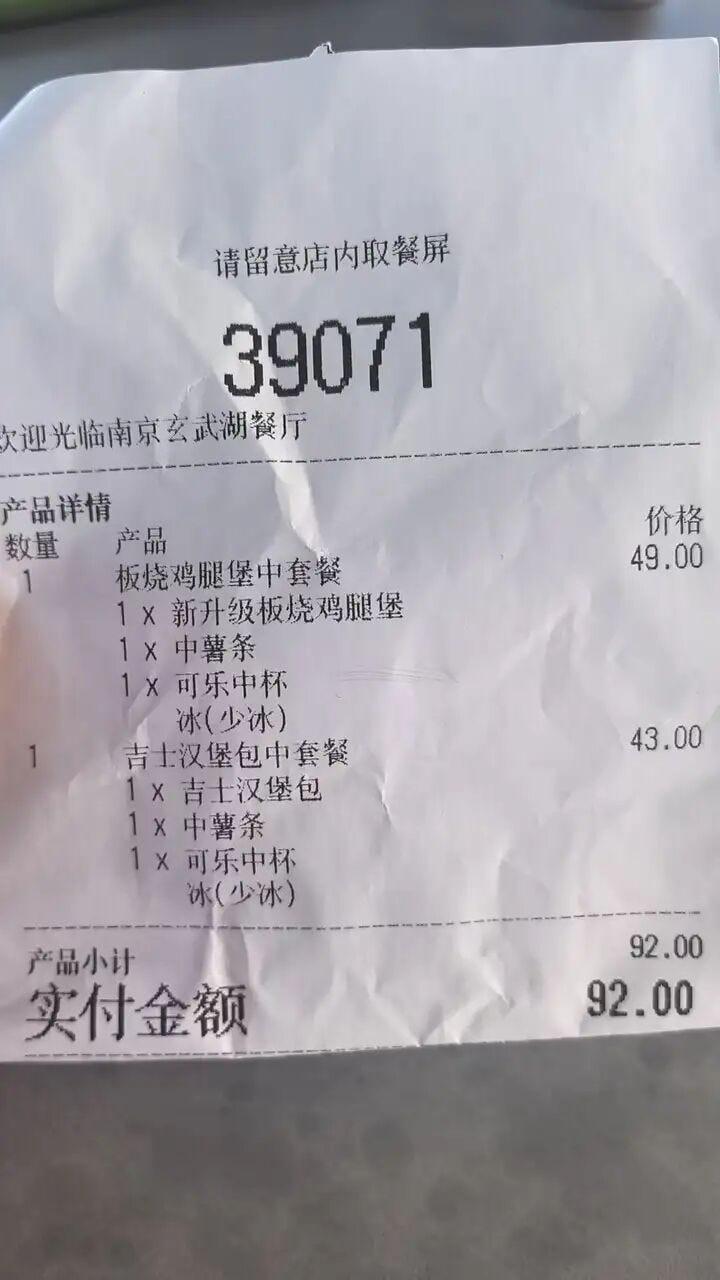 请留意店内取餐屏
39071
欢迎光临南京玄武湖餐厅
产品详情
数量 产品 价格
1 板烧鸡腿堡中套餐 49.00
1 x 新升级板烧鸡腿堡
1 x 中薯条
1 x 可乐中杯
冰(少冰)
1 吉士汉堡包中套餐 43.00
1 x 吉士汉堡包
1 x 中薯条
1 x 可乐中杯
冰(少冰)
产品小计 92.00
实付金额 92.00